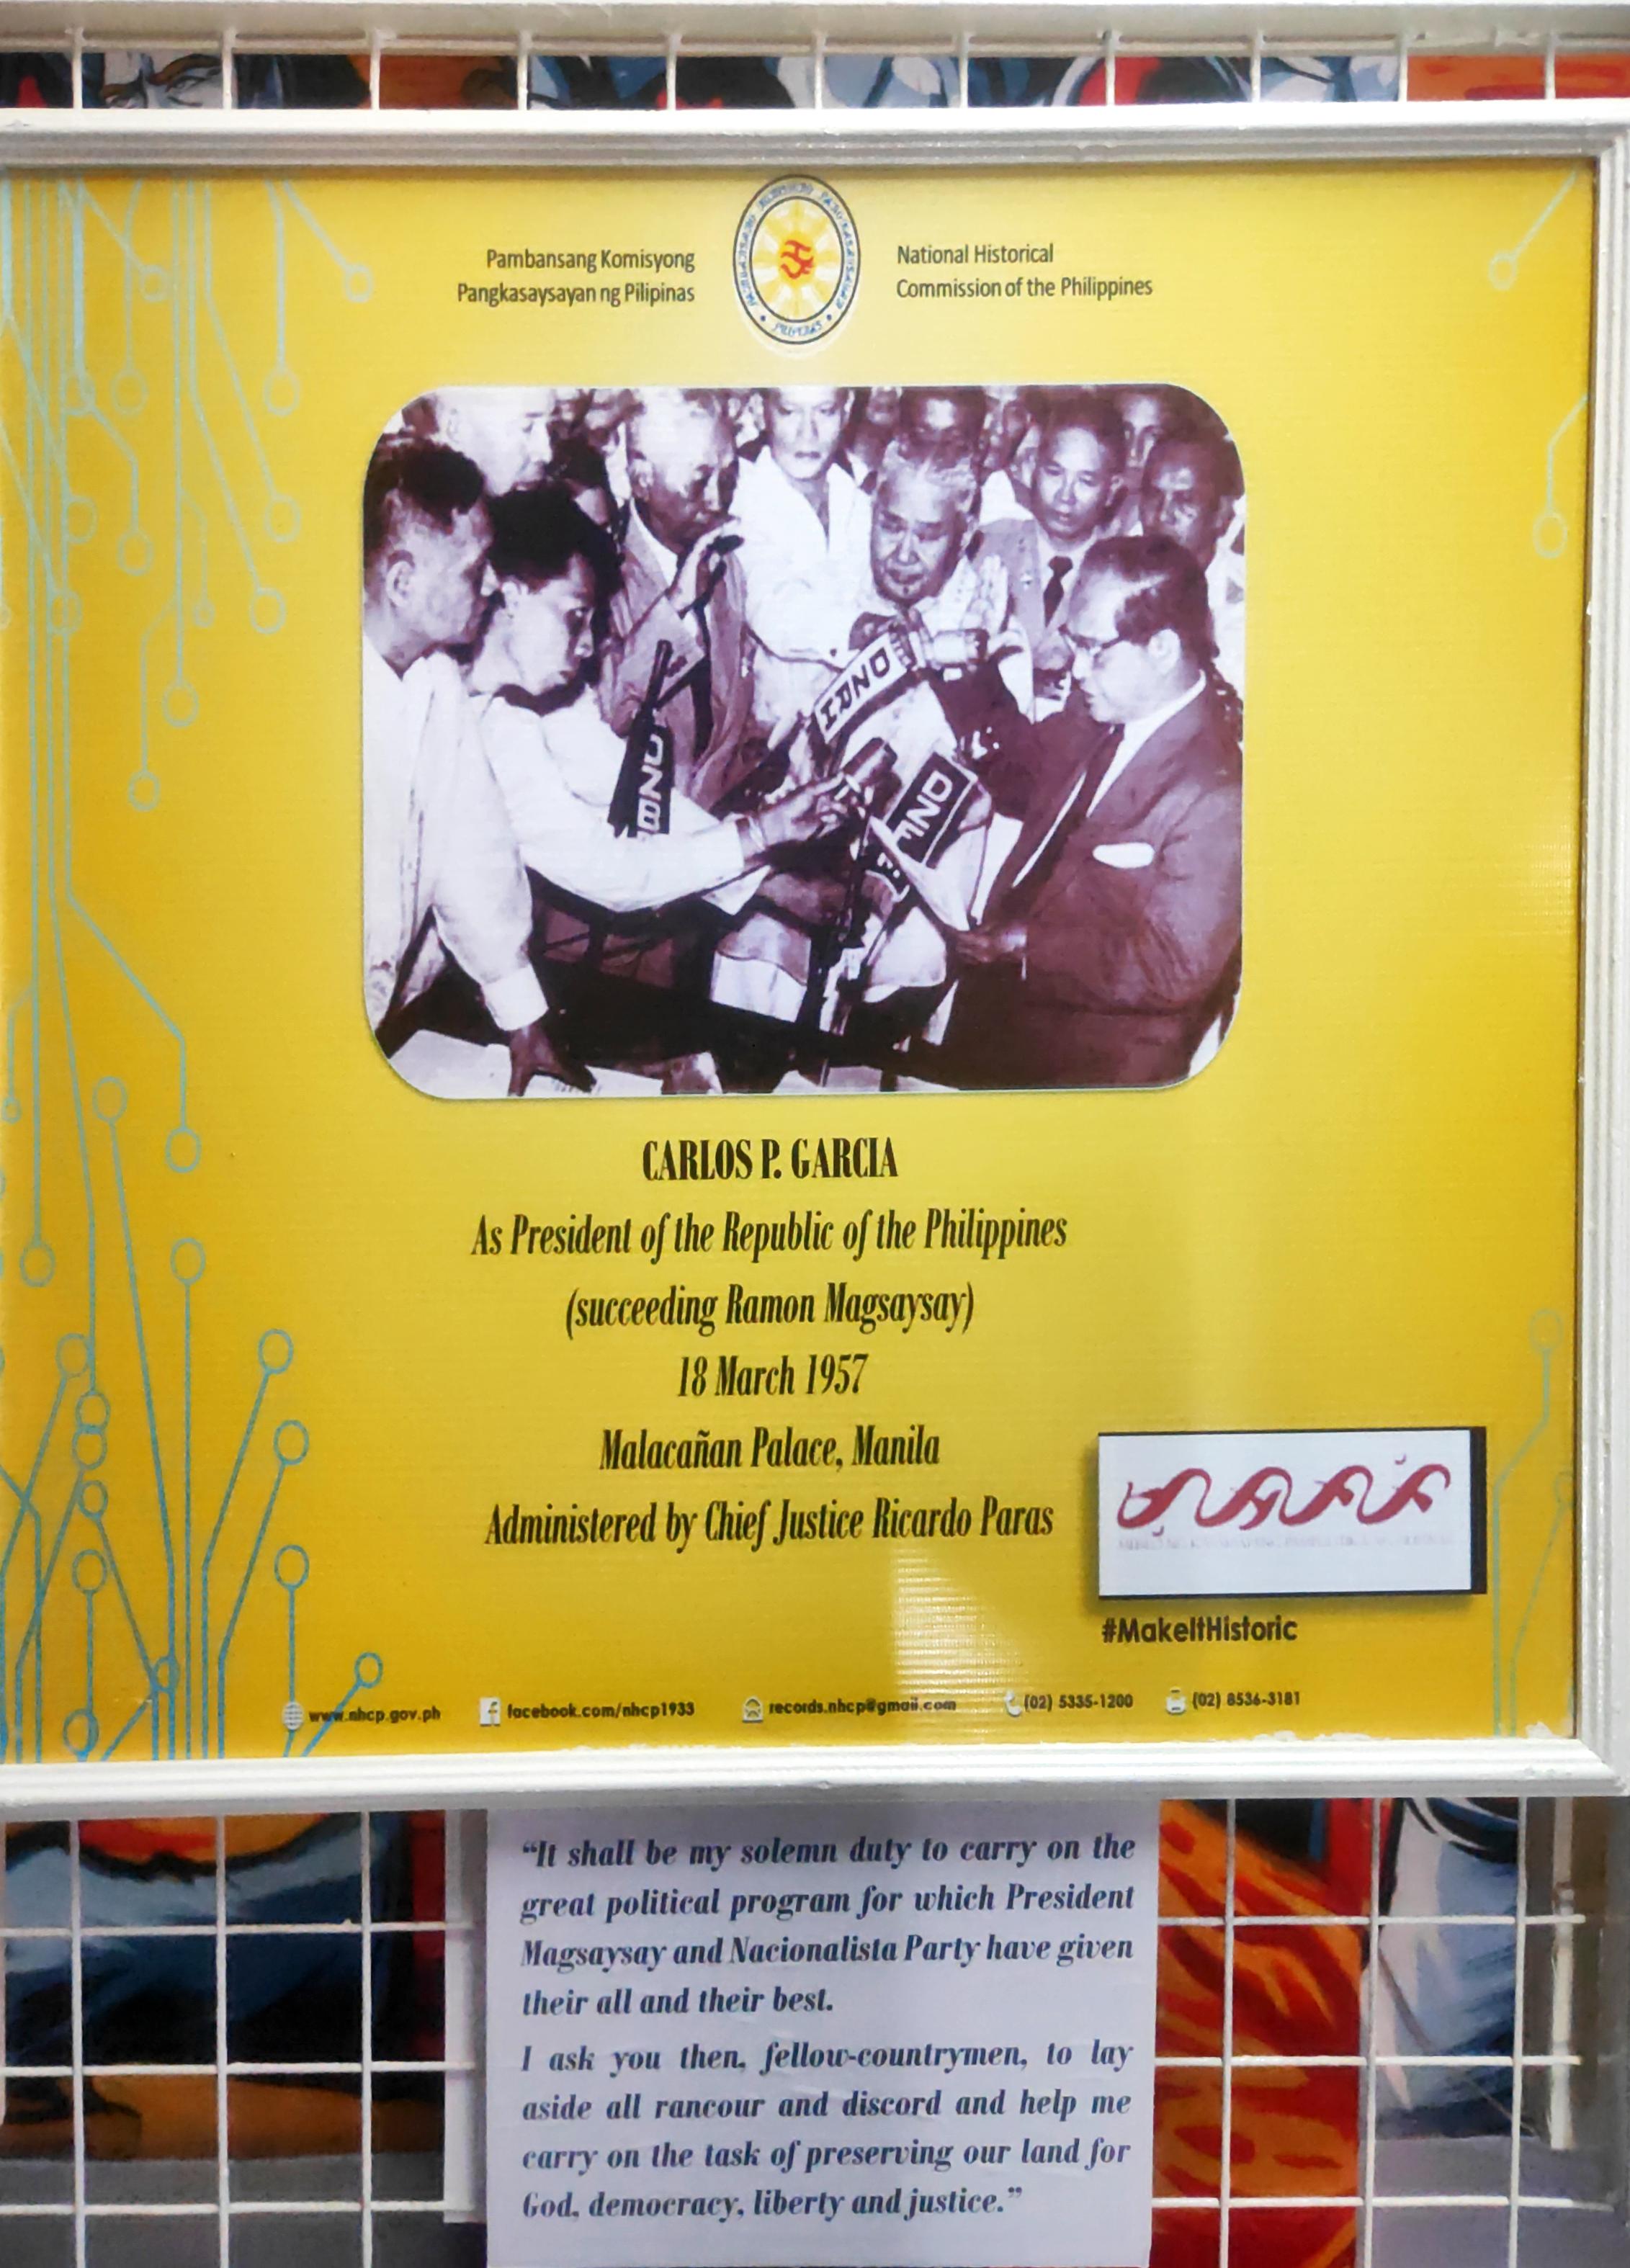 Pambansang Komisyong
Pangkasaysayan ng Pilipinas
National Historical
Commission of the Philippines
DZRI
DZBB
CARLOS P. GARCIA
As President of the Republic of the Philippines
(succeeding Ramon Magsaysay)
18 March 1957
Malacañan Palace, Manila
Administered by Chief Justice Ricardo Paras
#MakeItHistoric
www.nhcp.gov.ph
facebook.com/nhcp1933
records.nhcp@gmail.com
(02) 5335-1200
(02) 8536-3181
“It shall be my solemn duty to carry on the
great political program for which President
Magsaysay and Nacionalista Party have given
their all and their best.
I ask you then, fellow-countrymen, to lay
aside all rancour and discord and help me
carry on the task of preserving our land for
God, democracy, liberty and justice.”